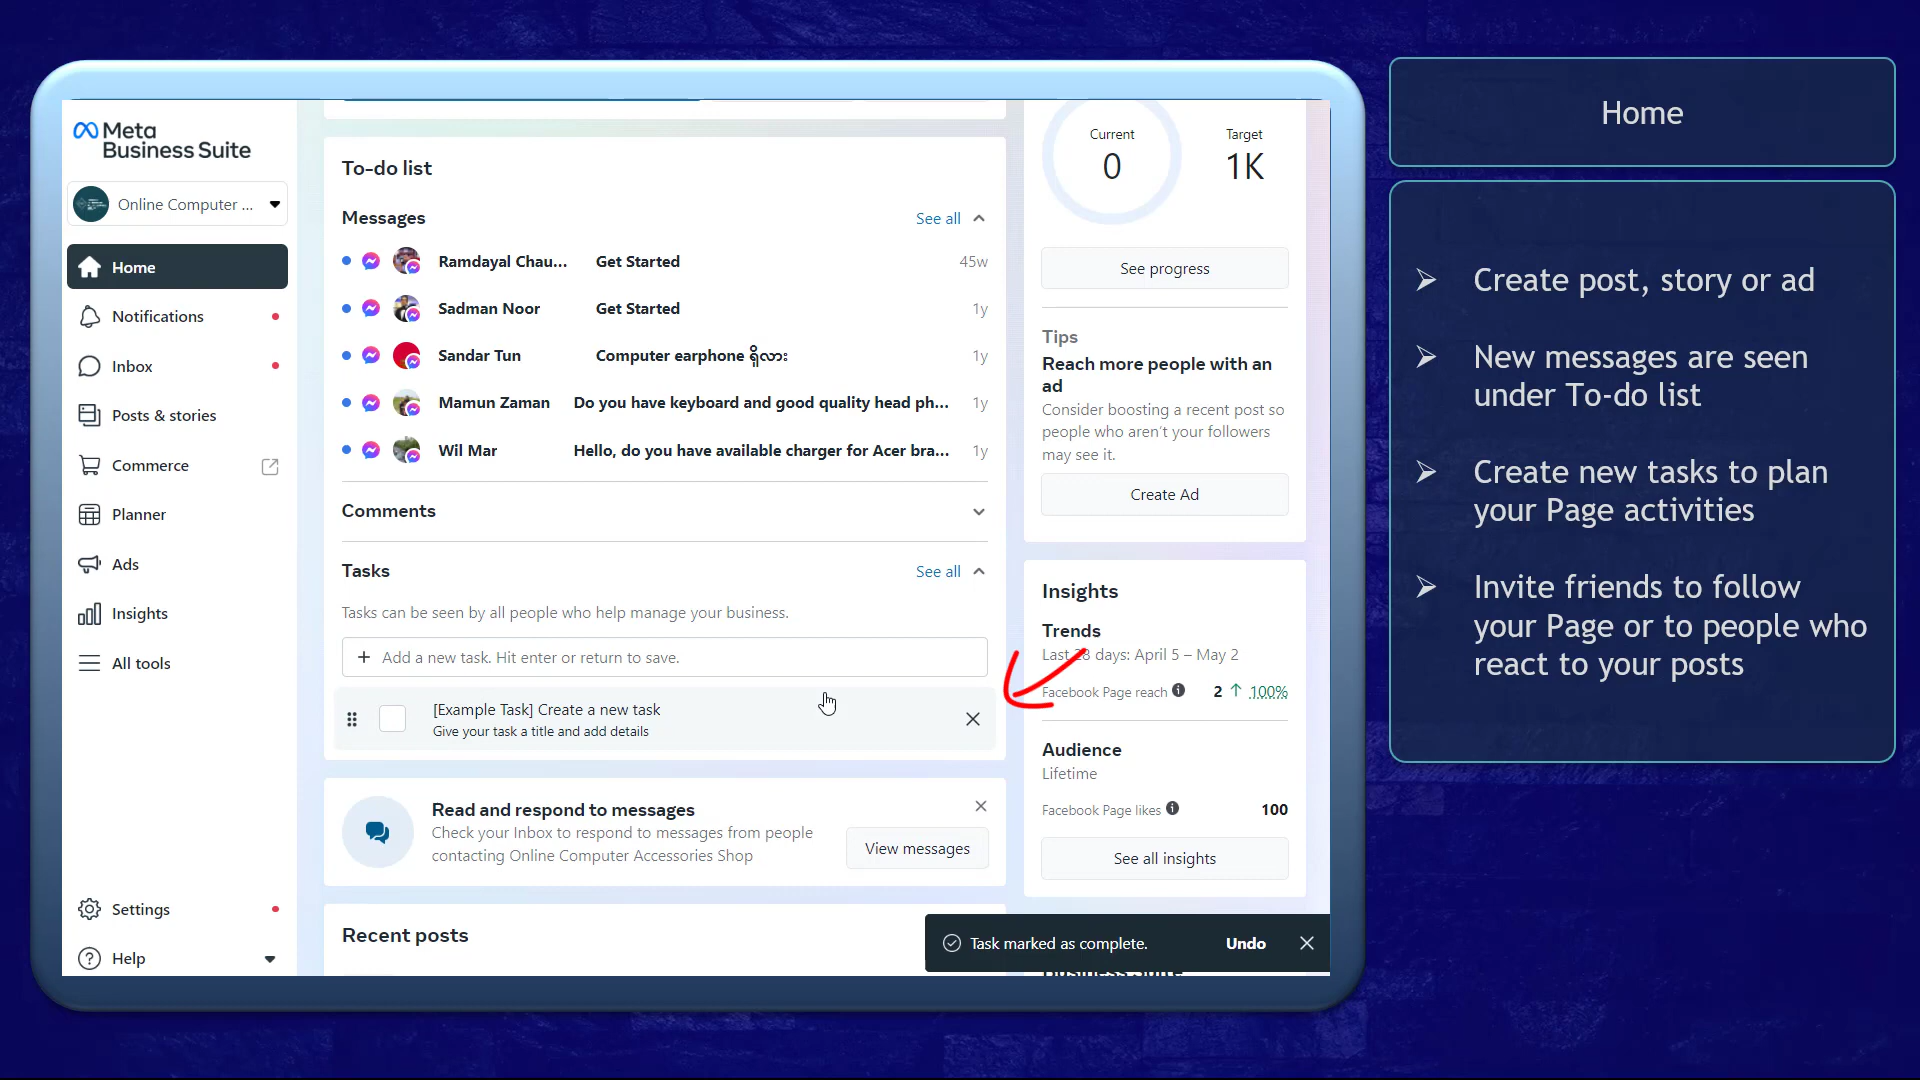 Meta
Business Suite
Online Computer ...
Home
Notifications
Inbox
Posts & stories
Commerce
Planner
Ads
Insights
All tools
Settings
Help
To-do list
Messages
See all
Ramdayal Chau... Get Started 45w
Sadman Noor Get Started 1y
Sandar Tun Computer earphone ရှိလား 1y
Mamun Zaman Do you have keyboard and good quality head ph... 1y
Wil Mar Hello, do you have available charger for Acer bra... 1y
Comments
Tasks
See all
Tasks can be seen by all people who help manage your business.
+ Add a new task. Hit enter or return to save.
[Example Task] Create a new task
Give your task a title and add details
Read and respond to messages
Check your Inbox to respond to messages from people
contacting Online Computer Accessories Shop
View messages
Recent posts
Current Target
0 1K
See progress
Tips
Reach more people with an
ad
Consider boosting a recent post so
people who aren't your followers
may see it.
Create Ad
Insights
Trends
Last 28 days: April 5 – May 2
Facebook Page reach 2 ↑ 100%
Audience
Lifetime
Facebook Page likes 100
See all insights
Task marked as complete. Undo
Business Suite
Home
Create post, story or ad
New messages are seen
under To-do list
Create new tasks to plan
your Page activities
Invite friends to follow
your Page or to people who
react to your posts